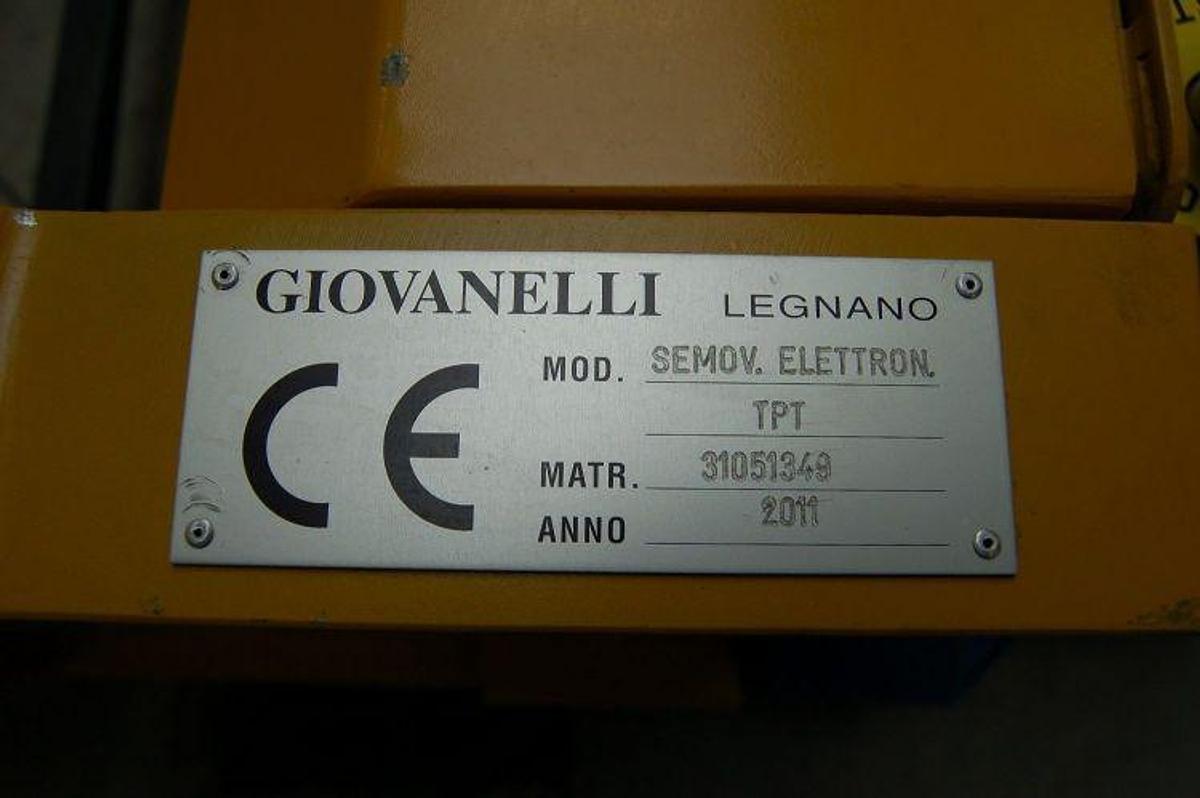 GIOVANELLI LEGNANO
CE
MOD. SEMOV. ELETTRON.
TPT
MATR. 31051349
ANNO 2011